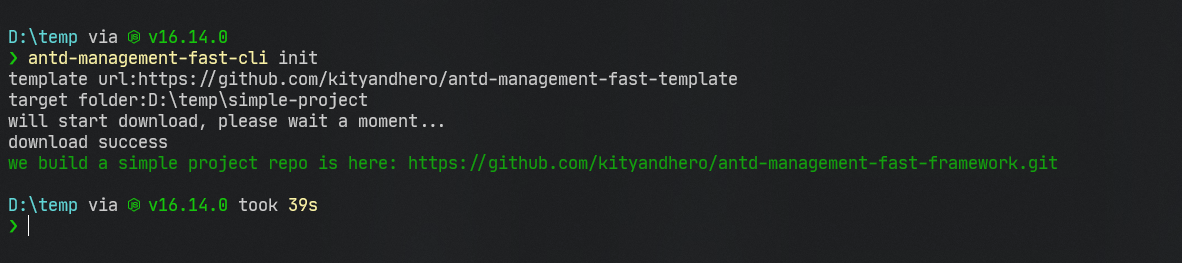 D:\temp via v16.14.0
❯ antd-management-fast-cli init
template url:https://github.com/kityandhero/antd-management-fast-template
target folder:D:\temp\simple-project
will start download, please wait a moment...
download success
we build a simple project repo is here: https://github.com/kityandhero/antd-management-fast-framework.git
D:\temp via v16.14.0 took 39s
❯